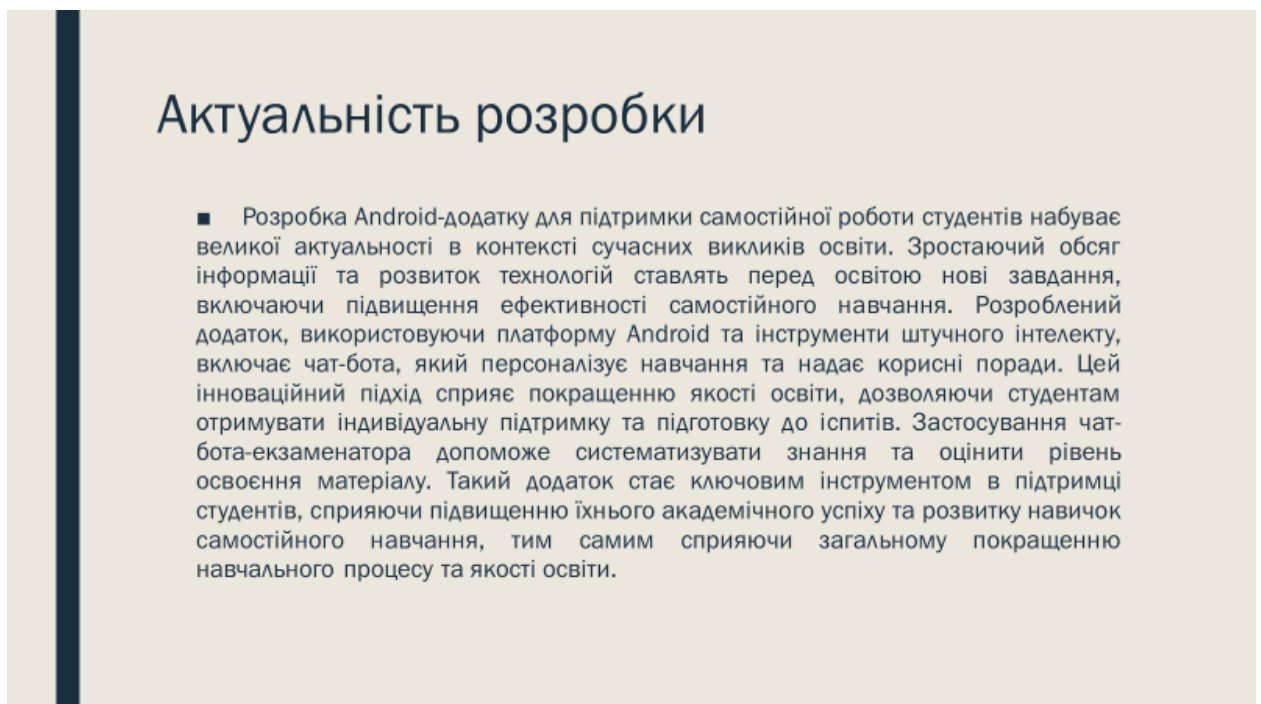 Актуальність розробки
▪ Розробка Android-додатку для підтримки самостійної роботи студентів набуває
великої актуальності в контексті сучасних викликів освіти. Зростаючий обсяг
інформації та розвиток технологій ставлять перед освітою нові завдання,
включаючи підвищення ефективності самостійного навчання. Розроблений
додаток, використовуючи платформу Android та інструменти штучного інтелекту,
включає чат-бота, який персоналізує навчання та надає корисні поради. Цей
інноваційний підхід сприяє покращенню якості освіти, дозволяючи студентам
отримувати індивідуальну підтримку та підготовку до іспитів. Застосування чат-
бота-екзаменатора допоможе систематизувати знання та оцінити рівень
освоєння матеріалу. Такий додаток стає ключовим інструментом в підтримці
студентів, сприяючи підвищенню їхнього академічного успіху та розвитку навичок
самостійного навчання, тим самим сприяючи загальному покращенню
навчального процесу та якості освіти.